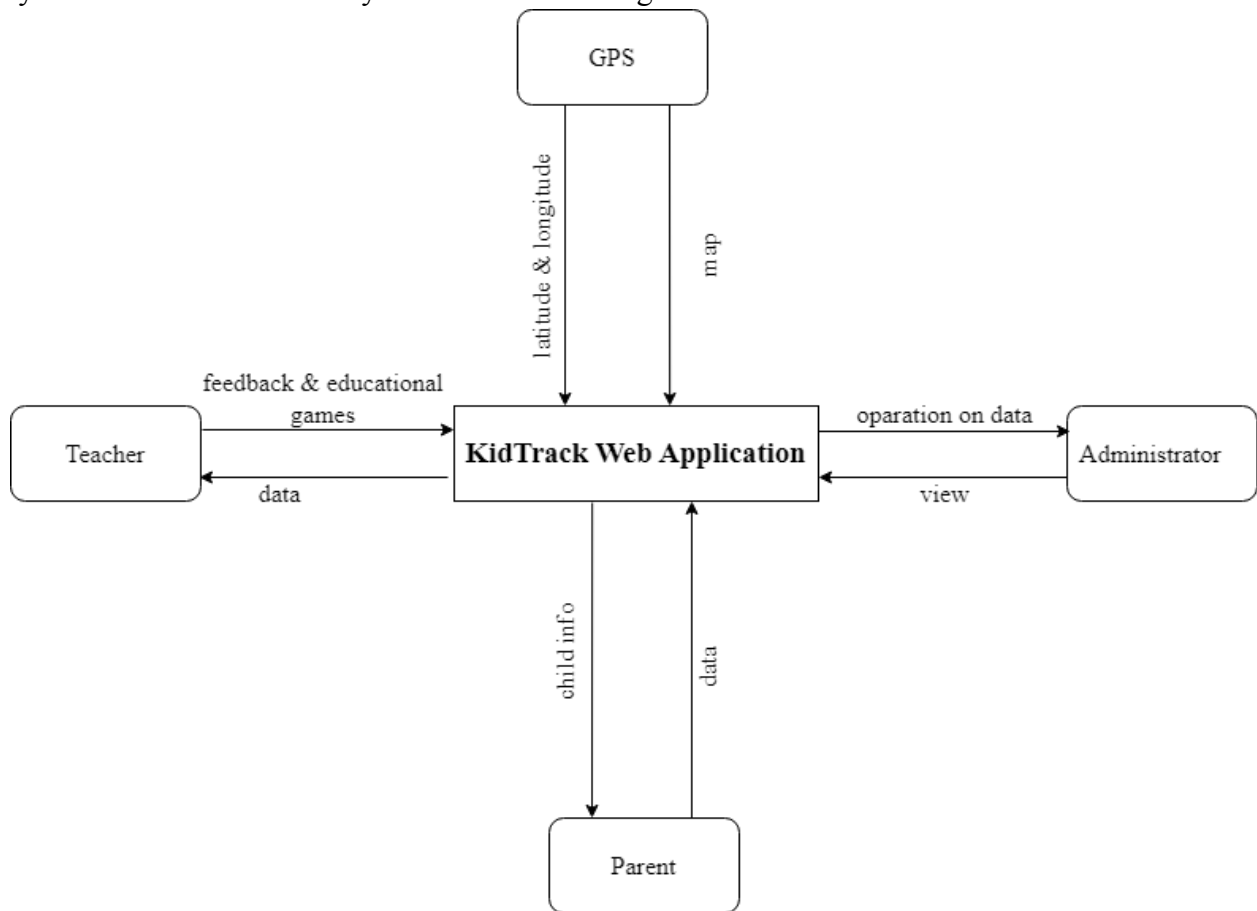 GPS
latitude & longitude
map
feedback & educational
games
oparation on data
Teacher
KidTrack Web Application
Administrator
data
view
child info
data
Parent